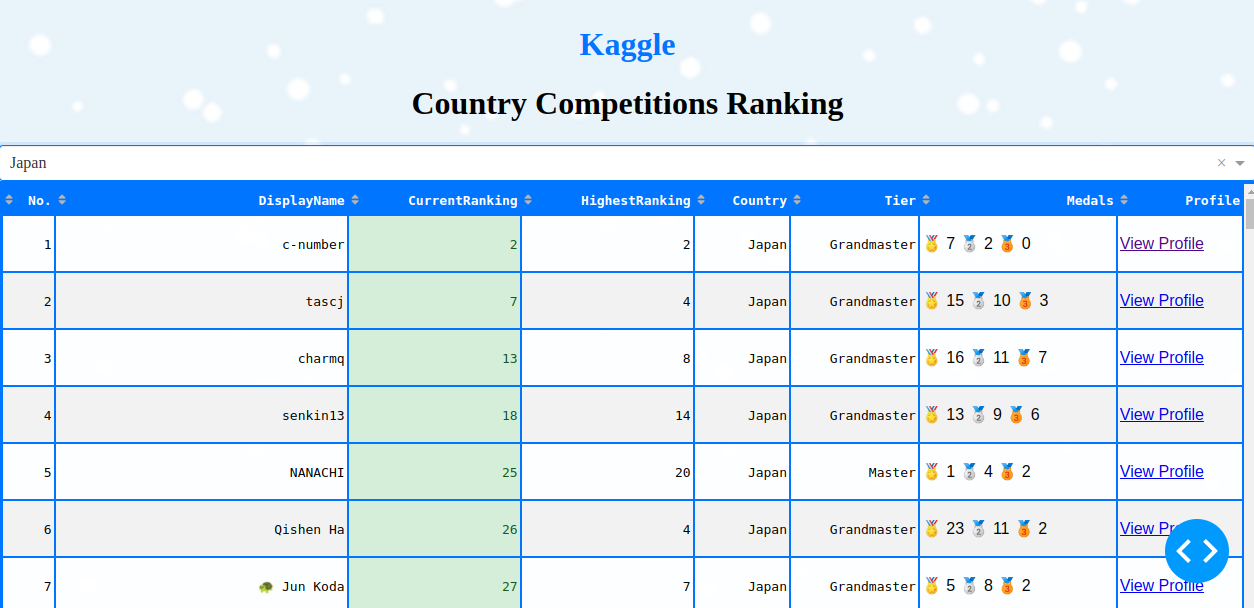 Kaggle
Country Competitions Ranking
Japan
No. DisplayName CurrentRanking HighestRanking Country Tier Medals Profile
1 c-number 2 2 Japan Grandmaster 🥇 7 🥈 2 🥉 0 View Profile
2 tascj 7 4 Japan Grandmaster 🥇 15 🥈 10 🥉 3 View Profile
3 charmq 13 8 Japan Grandmaster 🥇 16 🥈 11 🥉 7 View Profile
4 senkin13 18 14 Japan Grandmaster 🥇 13 🥈 9 🥉 6 View Profile
5 NANACHI 25 20 Japan Master 🥇 1 🥈 4 🥉 2 View Profile
6 Qishen Ha 26 4 Japan Grandmaster 🥇 23 🥈 11 🥉 2 View Profile
7 🐢 Jun Koda 27 7 Japan Grandmaster 🥇 5 🥈 8 🥉 2 View Profile